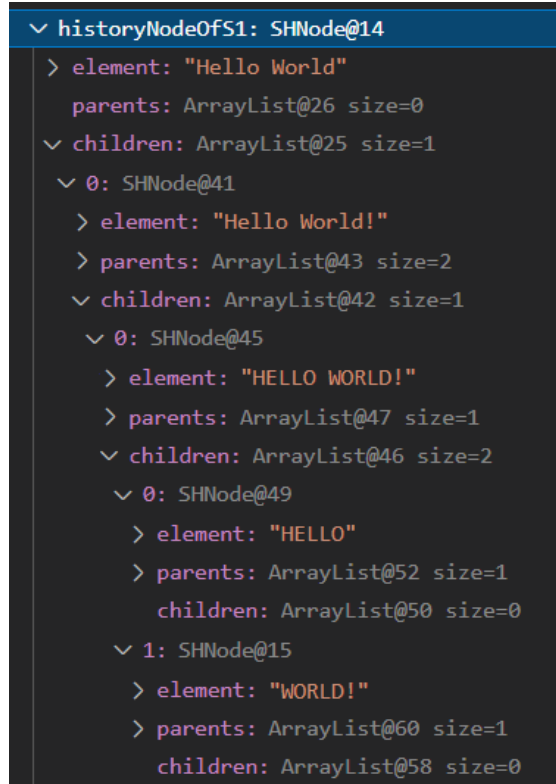 historyNodeOfS1: SHNode@14
element: "Hello World"
parents: ArrayList@26 size=0
children: ArrayList@25 size=1
0: SHNode@41
element: "Hello World!"
parents: ArrayList@43 size=2
children: ArrayList@42 size=1
0: SHNode@45
element: "HELLO WORLD!"
parents: ArrayList@47 size=1
children: ArrayList@46 size=2
0: SHNode@49
element: "HELLO"
parents: ArrayList@52 size=1
children: ArrayList@50 size=0
1: SHNode@15
element: "WORLD!"
parents: ArrayList@60 size=1
children: ArrayList@58 size=0